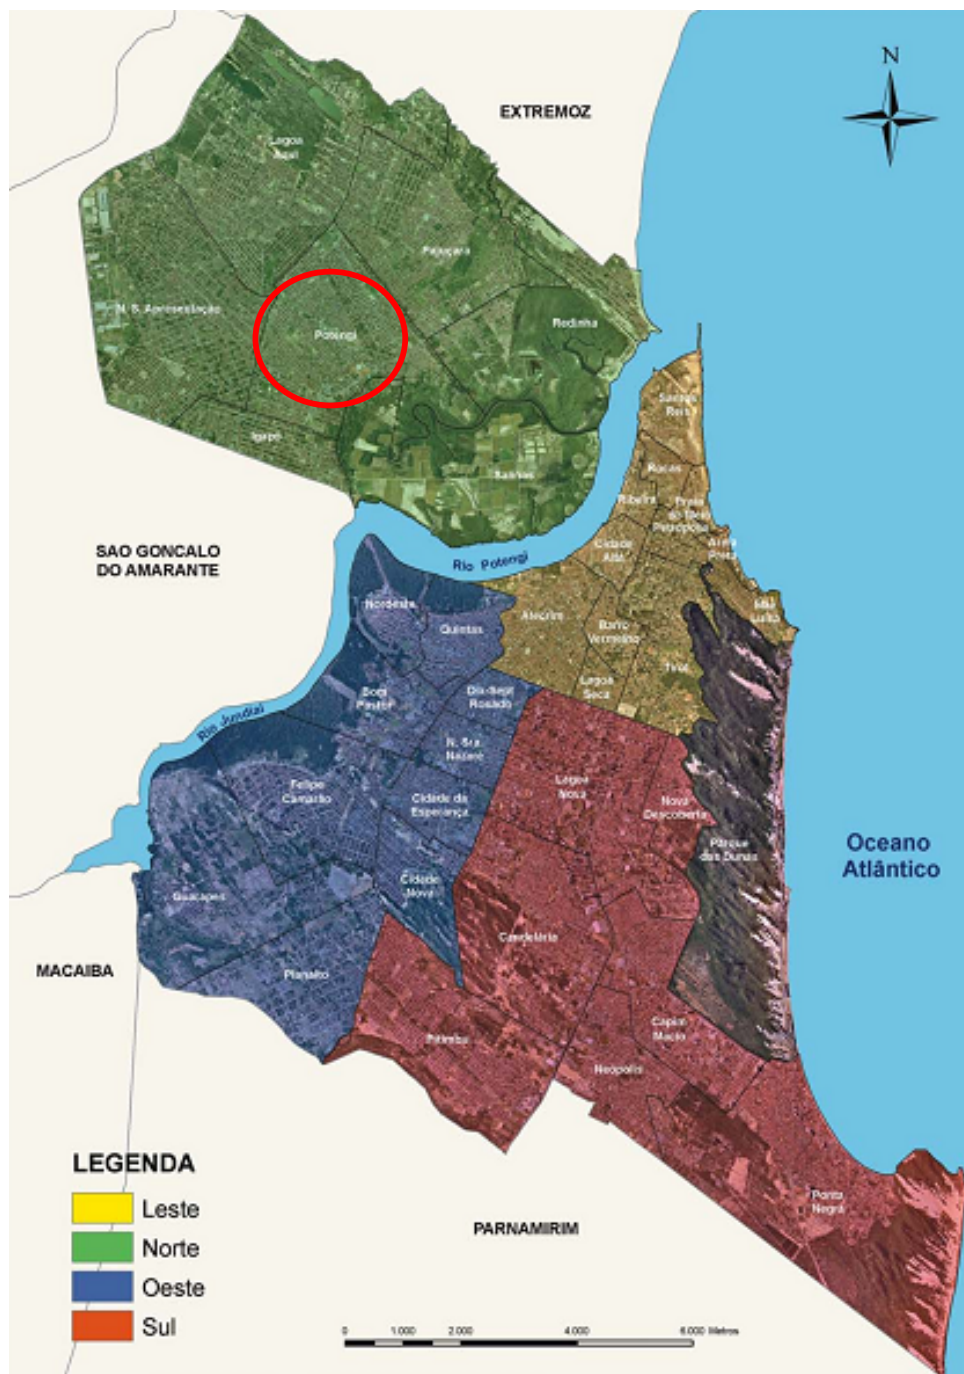 N
EXTREMOZ
Lagoa
Azul
Pajuçara
N. S. Apresentação
Potengi
Redinha
Igapó
Salinas
Santos
Reis
Rocas
Ribeira
Praia
do Meio
Petrópolis
Cidade
Alta
Areia
Preta
Mãe
Luíza
SAO GONCALO
DO AMARANTE
Rio Potengi
Nordeste
Quintas
Alecrim
Barro
Vermelho
Tirol
Lagoa
Seca
Bom
Pastor
Dix-Sept
Rosado
Rio Jundiai
N. Sra
Nazaré
Felipe
Camarão
Cidade da
Esperança
Lagoa
Nova
Nova
Descoberta
Parque
das Dunas
Oceano
Atlântico
Cidade
Nova
Guarapes
Candelária
MACAIBA
Planalto
Pitimbu
Capim
Macio
Neópolis
LEGENDA
Leste
Norte
Oeste
Sul
Ponta
Negra
PARNAMIRIM
0 1.000 2.000 4.000 6.000 Metros